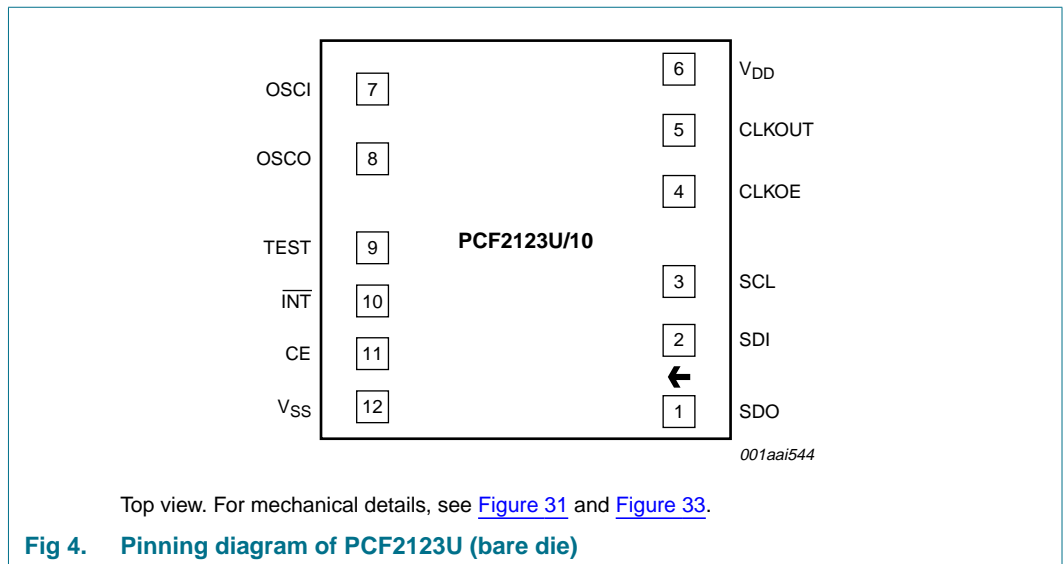 6 VDD
OSCI 7
5 CLKOUT
OSCO 8
4 CLKOE
PCF2123U/10
TEST 9
3 SCL
INT 10
2 SDI
CE 11
VSS 12
1 SDO
001aai544
Top view. For mechanical details, see Figure 31 and Figure 33.
Fig 4. Pinning diagram of PCF2123U (bare die)